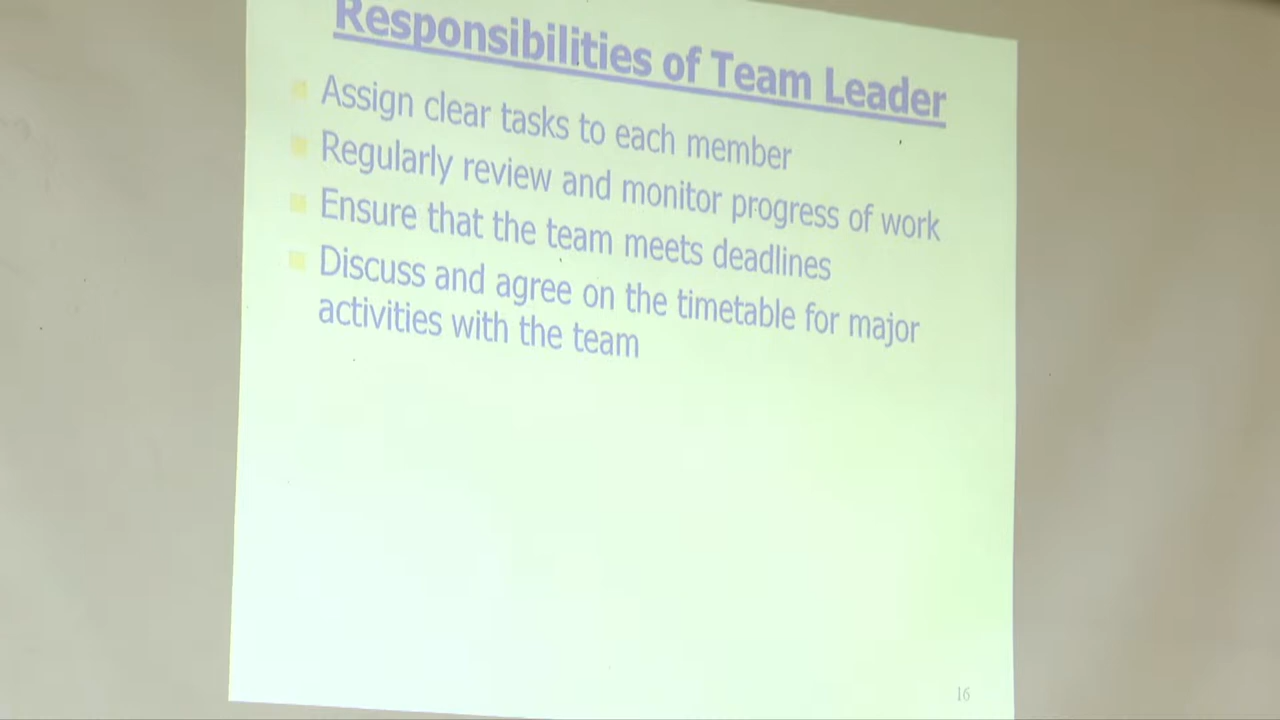 Responsibilities of Team Leader
Assign clear tasks to each member
Regularly review and monitor progress of work
Ensure that the team meets deadlines
Discuss and agree on the timetable for major
activities with the team
16